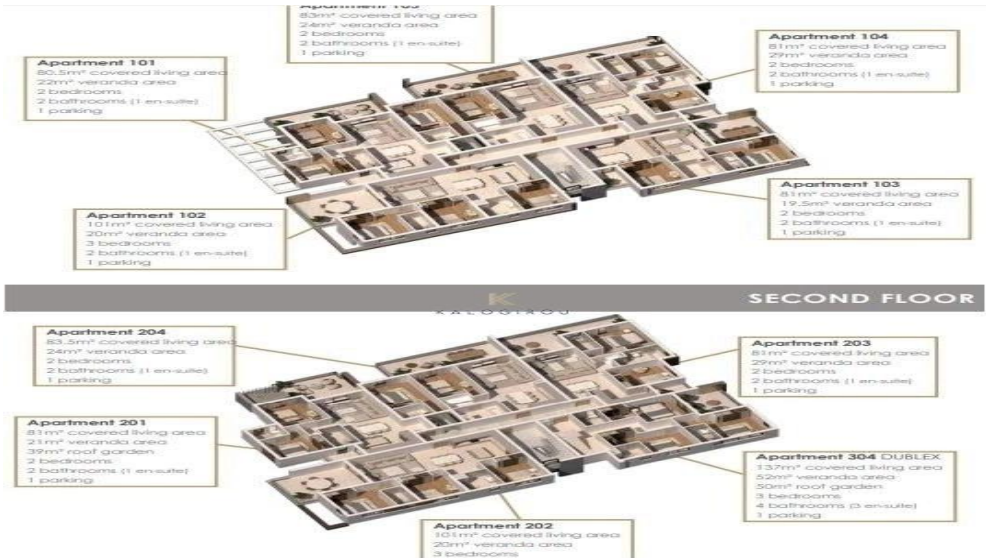 Apartment 105
83m² covered living area
24m² veranda area
2 bedrooms
2 bathrooms (1 en-suite)
1 parking
Apartment 104
81m² covered living area
29m² veranda area
2 bedrooms
2 bathrooms (1 en-suite)
1 parking
Apartment 101
80.5m² covered living area
22m² veranda area
2 bedrooms
2 bathrooms (1 en-suite)
1 parking
Apartment 103
81m² covered living area
19.5m² veranda area
2 bedrooms
2 bathrooms (1 en-suite)
1 parking
Apartment 102
101m² covered living area
20m² veranda area
3 bedrooms
2 bathrooms (1 en-suite)
1 parking
SECOND FLOOR
K
KALOGIROU
Apartment 204
83.5m² covered living area
24m² veranda area
2 bedrooms
2 bathrooms (1 en-suite)
1 parking
Apartment 203
81m² covered living area
29m² veranda area
2 bedrooms
2 bathrooms (1 en-suite)
1 parking
Apartment 201
81m² covered living area
21m² veranda area
39m² roof garden
2 bedrooms
2 bathrooms (1 en-suite)
1 parking
Apartment 304 DUBLEX
137m² covered living area
52m² veranda area
50m² roof garden
3 bedrooms
4 bathrooms (3 en-suite)
1 parking
Apartment 202
101m² covered living area
20m² veranda area
3 bedrooms